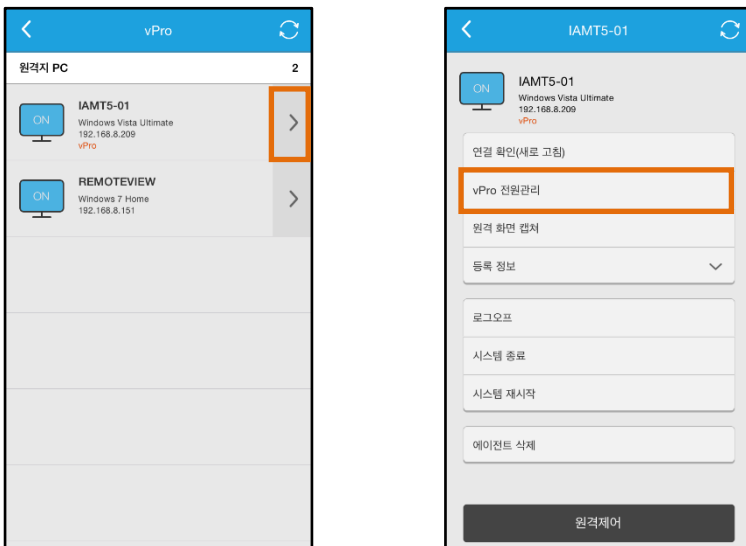 vPro
원격지 PC 2
ON
IAMT5-01
Windows Vista Ultimate
192.168.8.209
vPro
ON
REMOTEVIEW
Windows 7 Home
192.168.8.151
IAMT5-01
ON
IAMT5-01
Windows Vista Ultimate
192.168.8.209
vPro
연결 확인(새로 고침)
vPro 전원관리
원격 화면 캡쳐
등록 정보
로그오프
시스템 종료
시스템 재시작
에이전트 삭제
원격제어